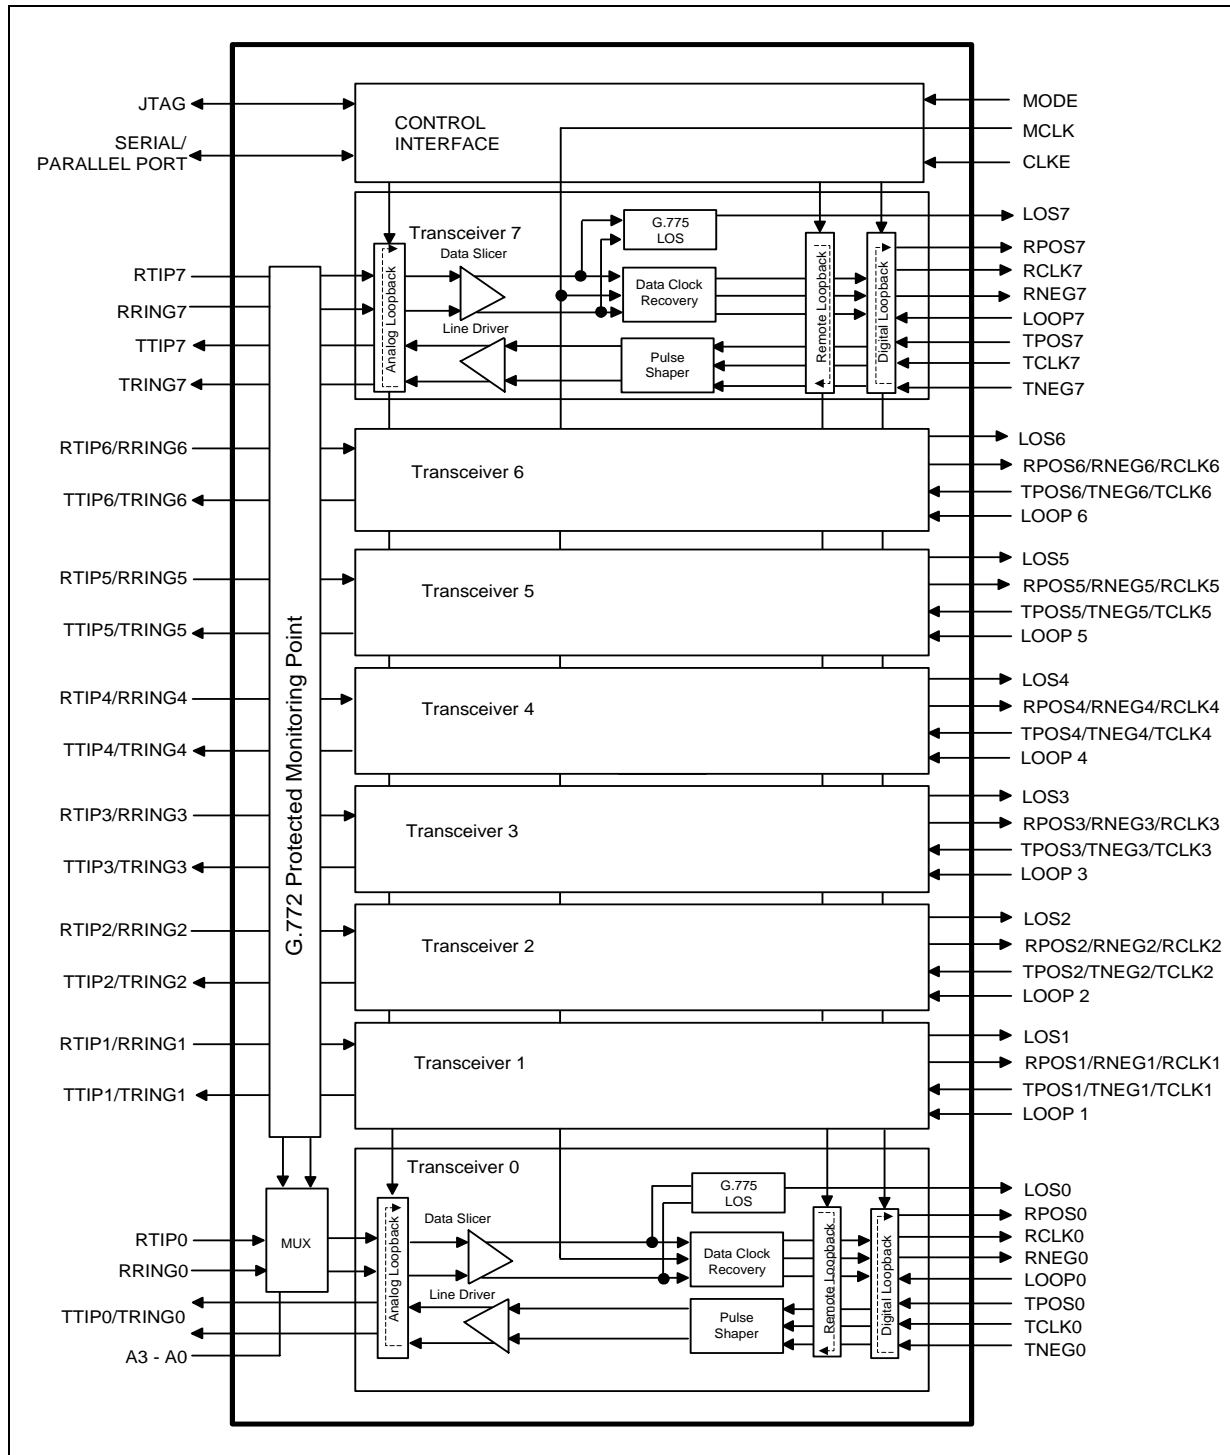 JTAG
SERIAL/
PARALLEL PORT
CONTROL
INTERFACE
MODE
MCLK
CLKE
Transceiver 7
Data Slicer
Line Driver
Analog Loopback
G.775
LOS
Data Clock
Recovery
Pulse
Shaper
Remote Loopback
Digital Loopback
RTIP7
RRING7
TTIP7
TRING7
LOS7
RPOS7
RCLK7
RNEG7
LOOP7
TPOS7
TCLK7
TNEG7
G.772 Protected Monitoring Point
RTIP6/RRING6
TTIP6/TRING6
Transceiver 6
LOS6
RPOS6/RNEG6/RCLK6
TPOS6/TNEG6/TCLK6
LOOP 6
RTIP5/RRING5
TTIP5/TRING5
Transceiver 5
LOS5
RPOS5/RNEG5/RCLK5
TPOS5/TNEG5/TCLK5
LOOP 5
RTIP4/RRING4
TTIP4/TRING4
Transceiver 4
LOS4
RPOS4/RNEG4/RCLK4
TPOS4/TNEG4/TCLK4
LOOP 4
RTIP3/RRING3
TTIP3/TRING3
Transceiver 3
LOS3
RPOS3/RNEG3/RCLK3
TPOS3/TNEG3/TCLK3
LOOP 3
RTIP2/RRING2
TTIP2/TRING2
Transceiver 2
LOS2
RPOS2/RNEG2/RCLK2
TPOS2/TNEG2/TCLK2
LOOP 2
RTIP1/RRING1
TTIP1/TRING1
Transceiver 1
LOS1
RPOS1/RNEG1/RCLK1
TPOS1/TNEG1/TCLK1
LOOP 1
Transceiver 0
MUX
Analog Loopback
Data Slicer
Line Driver
G.775
LOS
Data Clock
Recovery
Pulse
Shaper
Remote Loopback
Digital Loopback
RTIP0
RRING0
TTIP0/TRING0
A3 - A0
LOS0
RPOS0
RCLK0
RNEG0
LOOP0
TPOS0
TCLK0
TNEG0